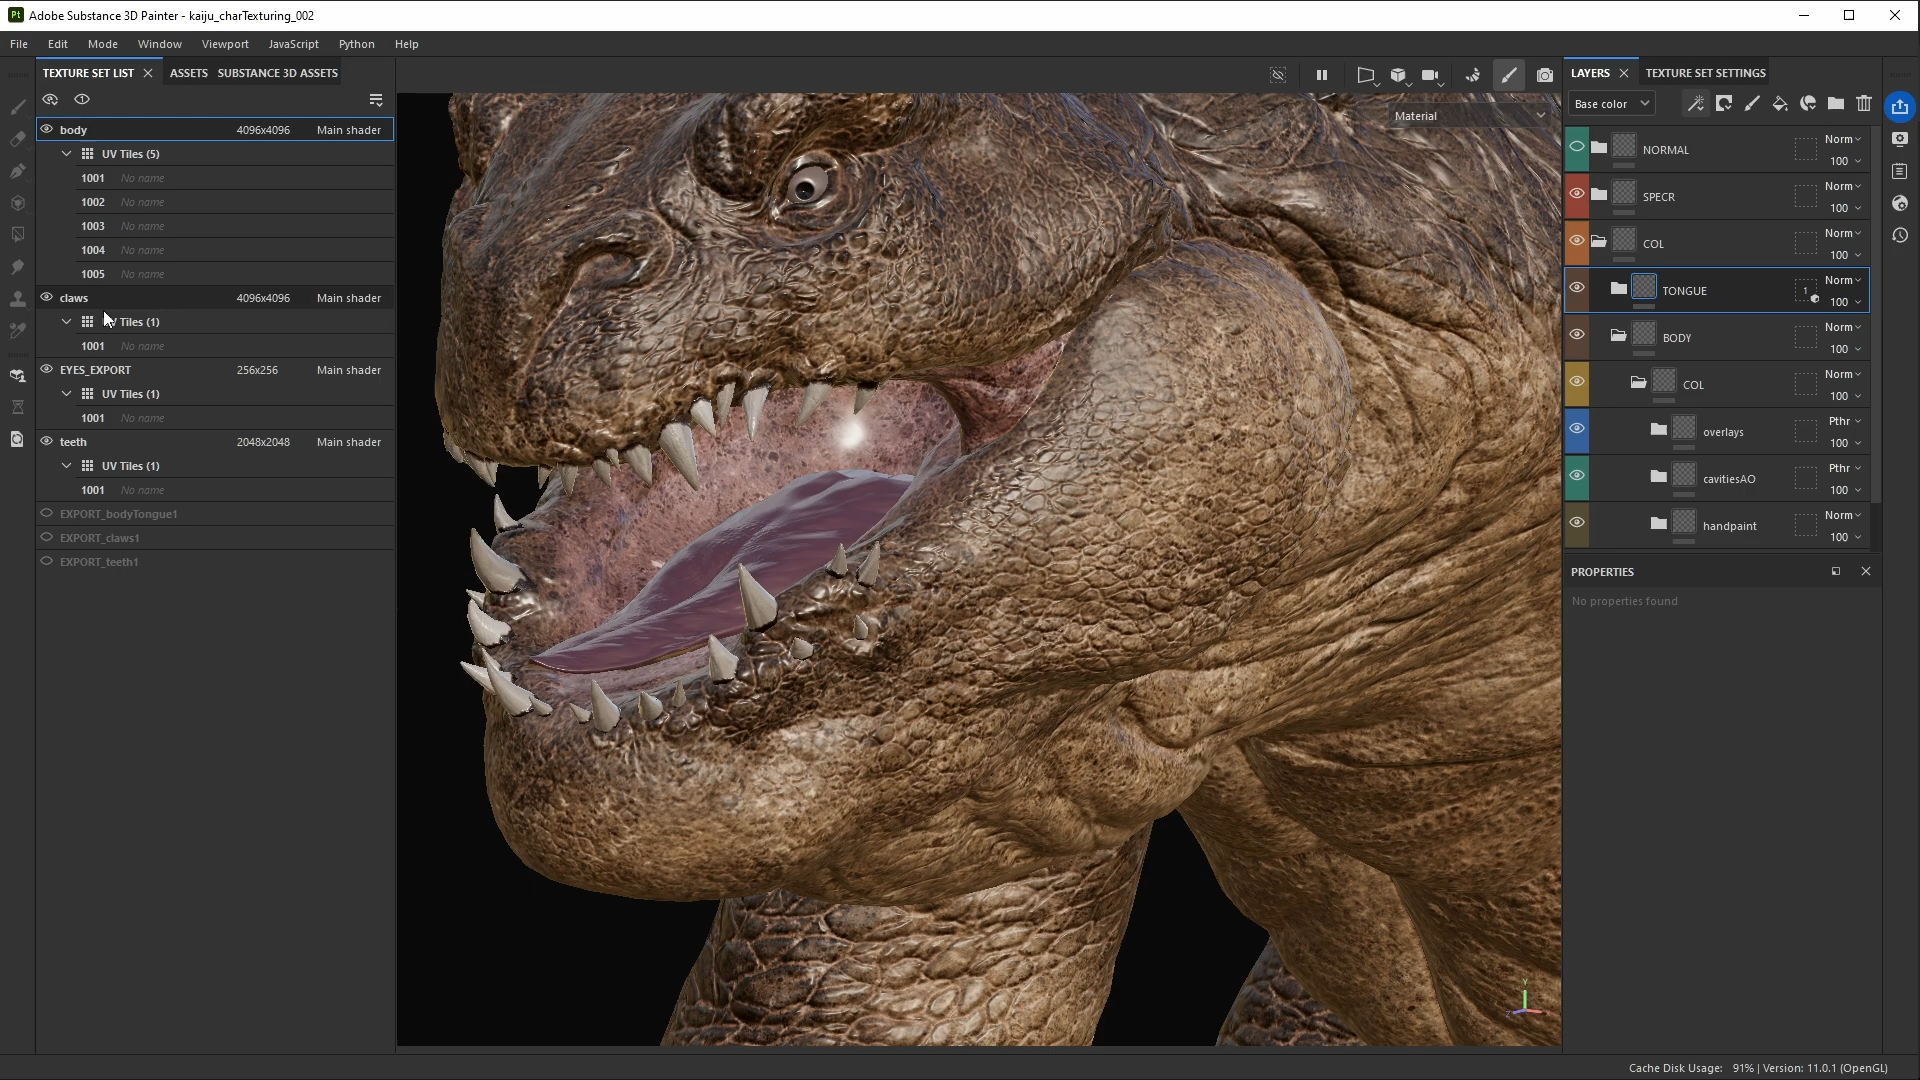 Pt Adobe Substance 3D Painter - kaiju_charTexturing_002
File Edit Mode Window Viewport JavaScript Python Help
TEXTURE SET LIST ASSETS SUBSTANCE 3D ASSETS
body 4096x4096 Main shader
UV Tiles (5)
1001 No name
1002 No name
1003 No name
1004 No name
1005 No name
claws 4096x4096 Main shader
Tiles (1)
1001 No name
EYES_EXPORT 256x256 Main shader
UV Tiles (1)
1001 No name
teeth 2048x2048 Main shader
UV Tiles (1)
1001 No name
EXPORT_bodyTongue1
EXPORT_claws1
EXPORT_teeth1
Material
Y
LAYERS TEXTURE SET SETTINGS
Base color
NORMAL Norm
100
SPECR Norm
100
COL Norm
100
TONGUE 1 Norm
100
BODY Norm
100
COL Norm
100
overlays Pthr
100
cavitiesAO Pthr
100
handpaint Norm
100
PROPERTIES
No properties found
Cache Disk Usage: 91% | Version: 11.0.1 (OpenGL)